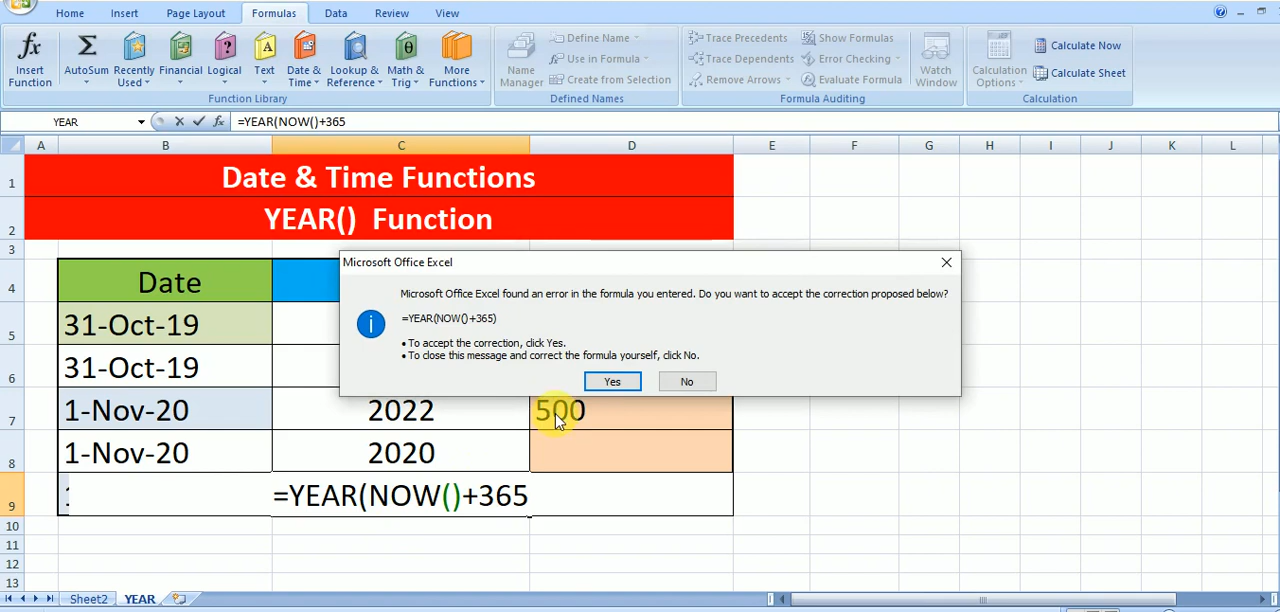 Home Insert Page Layout Formulas Data Review View
fx Σ ? A θ
Insert Function AutoSum Recently Used Financial Logical Text Date & Time Lookup & Reference Math & Trig More Functions
Function Library
Name Manager Define Name Use in Formula Create from Selection
Defined Names
Trace Precedents Show Formulas
Trace Dependents Error Checking
Remove Arrows Evaluate Formula
Watch Window
Formula Auditing
Calculation Options Calculate Now Calculate Sheet
Calculation
YEAR fx =YEAR(NOW()+365
A B C D E F G H I J K L
1 Date & Time Functions
2 YEAR() Function
3
Microsoft Office Excel
4 Date
Microsoft Office Excel found an error in the formula you entered. Do you want to accept the correction proposed below?
=YEAR(NOW()+365)
• To accept the correction, click Yes.
• To close this message and correct the formula yourself, click No.
Yes No
5 31-Oct-19
6 31-Oct-19
7 1-Nov-20 2022 500
8 1-Nov-20 2020
9 =YEAR(NOW()+365
10
11
12
13
Sheet2 YEAR